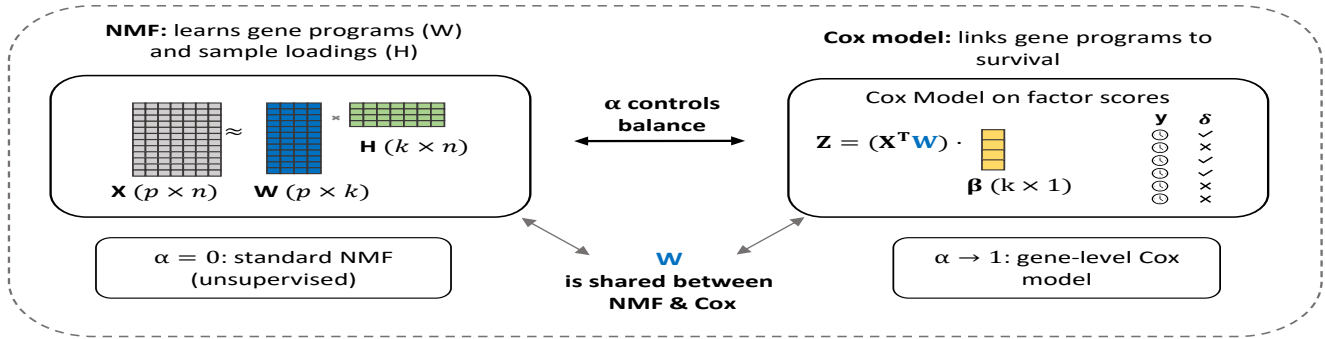 NMF: learns gene programs (W)
and sample loadings (H)
X (p × n)
≈
W (p × k)
×
H (k × n)
α = 0: standard NMF
(unsupervised)
α controls
balance
W
is shared between
NMF & Cox
Cox model: links gene programs to
survival
Cox Model on factor scores
Z = (XᵀW) ·
β (k × 1)
y δ
✓
×
✓
✓
×
×
α → 1: gene-level Cox
model